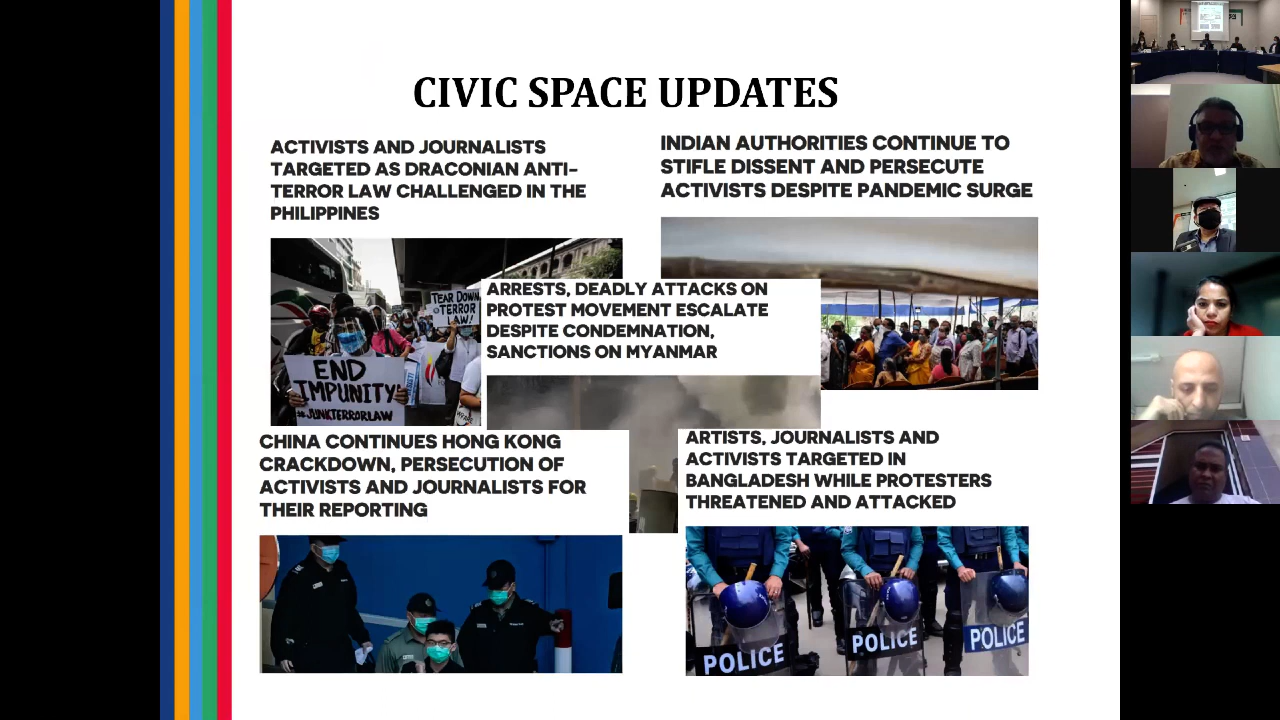 CIVIC SPACE UPDATES
ACTIVISTS AND JOURNALISTS
TARGETED AS DRACONIAN ANTI-
TERROR LAW CHALLENGED IN THE
PHILIPPINES
INDIAN AUTHORITIES CONTINUE TO
STIFLE DISSENT AND PERSECUTE
ACTIVISTS DESPITE PANDEMIC SURGE
TEAR DOWN
TERROR
LAW!
END
IMPUNITY!
#JUNKTERRORLAW
ARRESTS, DEADLY ATTACKS ON
PROTEST MOVEMENT ESCALATE
DESPITE CONDEMNATION,
SANCTIONS ON MYANMAR
CHINA CONTINUES HONG KONG
CRACKDOWN, PERSECUTION OF
ACTIVISTS AND JOURNALISTS FOR
THEIR REPORTING
ARTISTS, JOURNALISTS AND
ACTIVISTS TARGETED IN
BANGLADESH WHILE PROTESTERS
THREATENED AND ATTACKED
POLICE
POLICE
POLICE